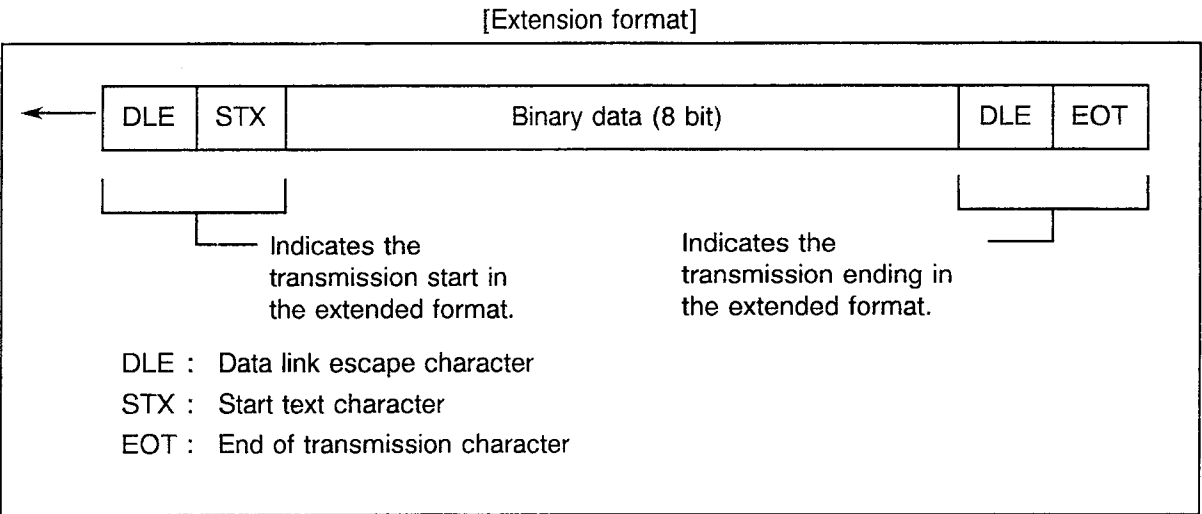 [Extension format]
DLE STX Binary data (8 bit) DLE EOT
Indicates the
transmission start in
the extended format.
Indicates the
transmission ending in
the extended format.
DLE : Data link escape character
STX : Start text character
EOT : End of transmission character